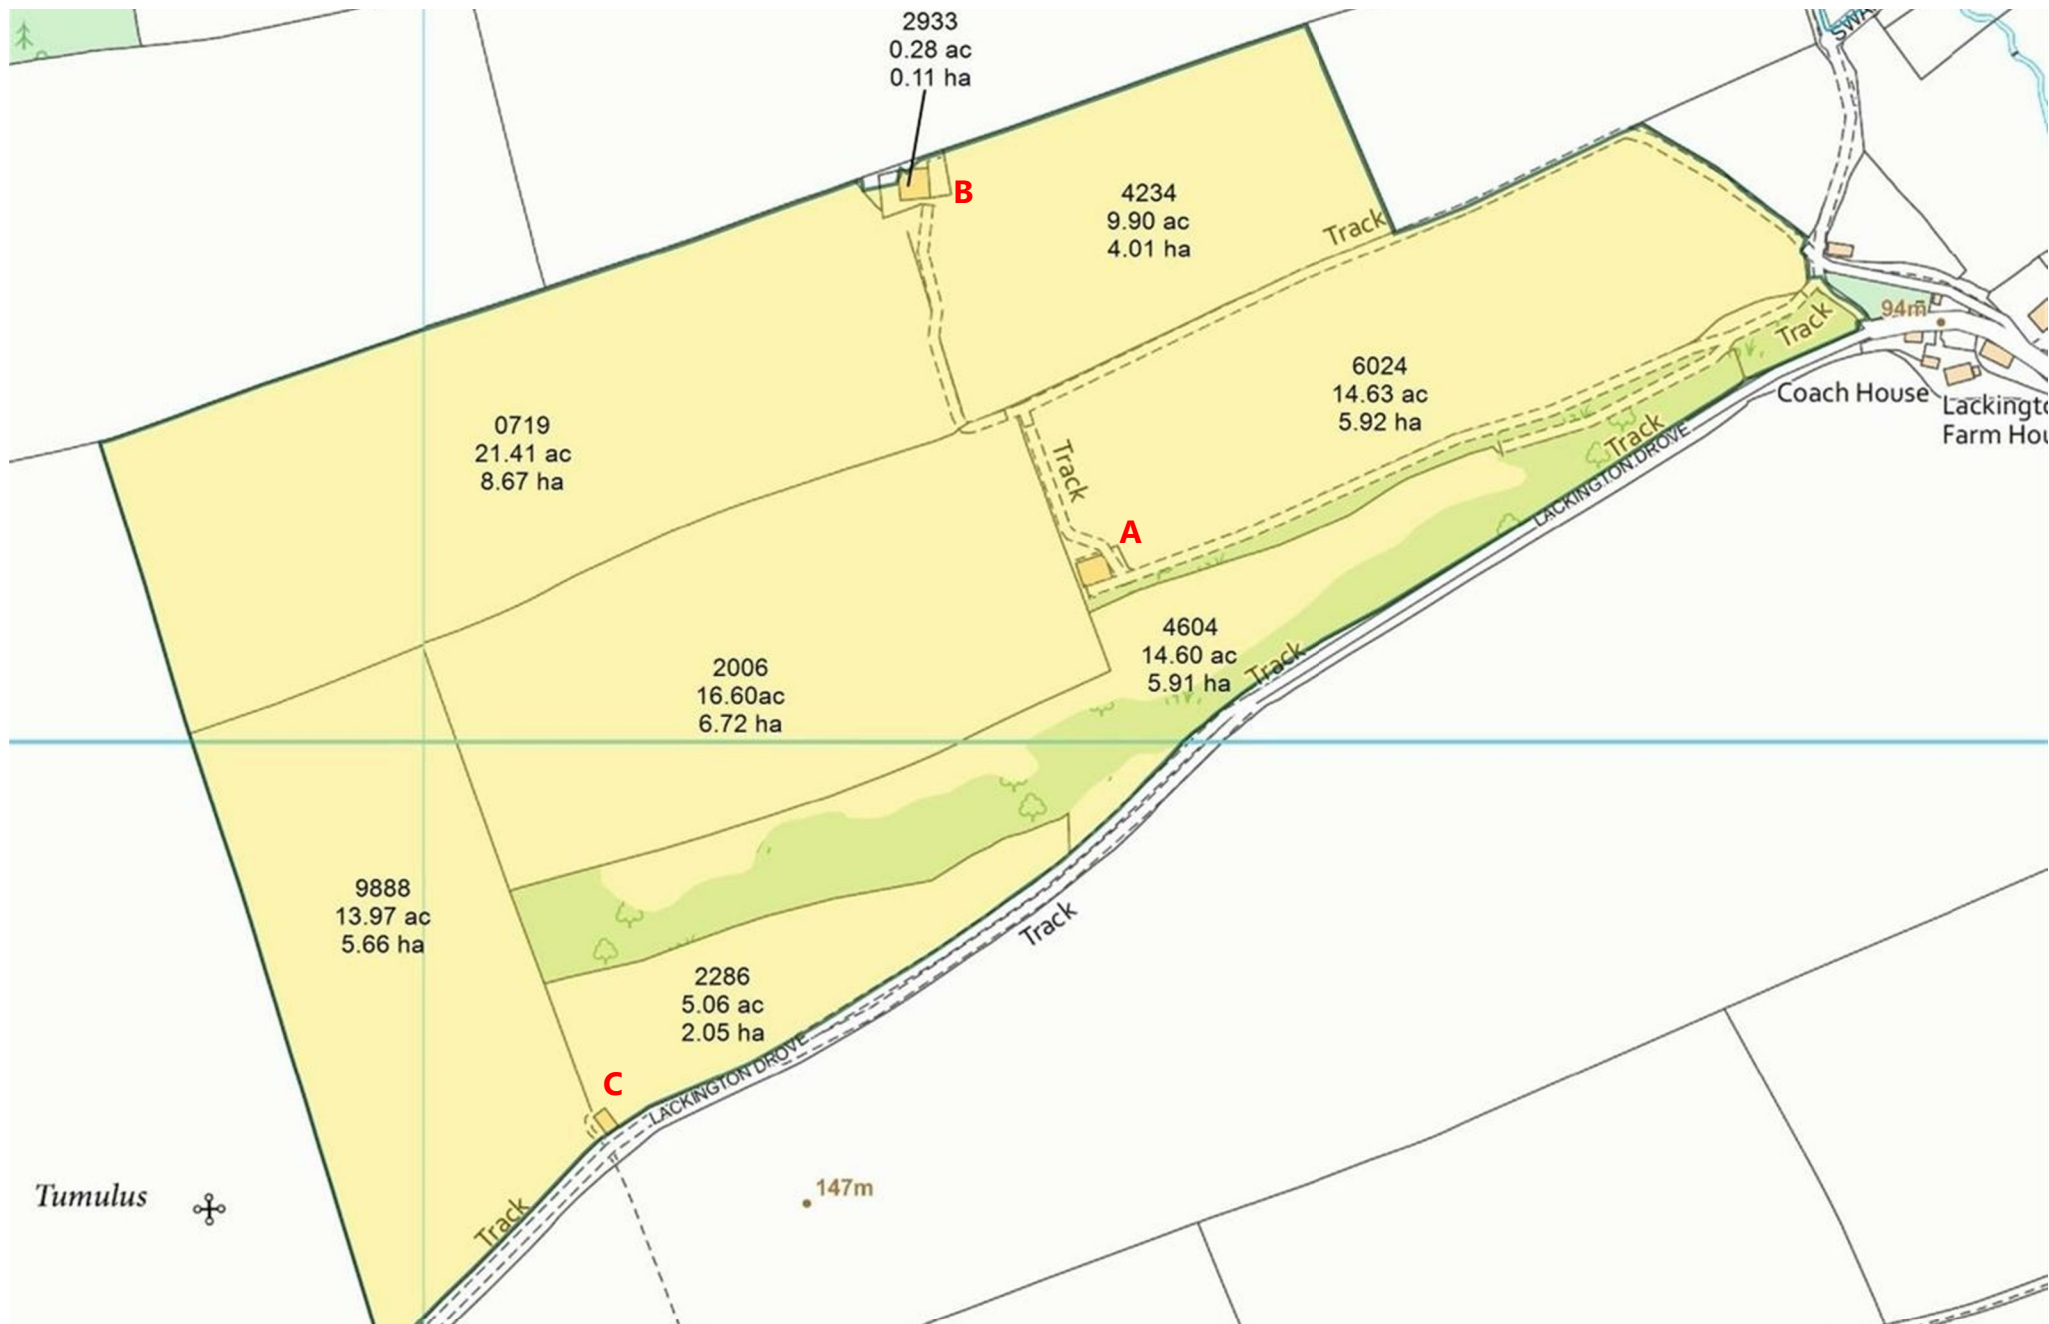 2933
0.28 ac
0.11 ha
B
4234
9.90 ac
4.01 ha
Track
94m
Track
6024
14.63 ac
5.92 ha
Coach House
0719
21.41 ac
8.67 ha
Track
Track
LACKINGTON DROVE
A
4604
14.60 ac
5.91 ha
Track
2006
16.60ac
6.72 ha
9888
13.97 ac
5.66 ha
Track
2286
5.06 ac
2.05 ha
LACKINGTON DROVE
C
Tumulus
147m
Track
Farm